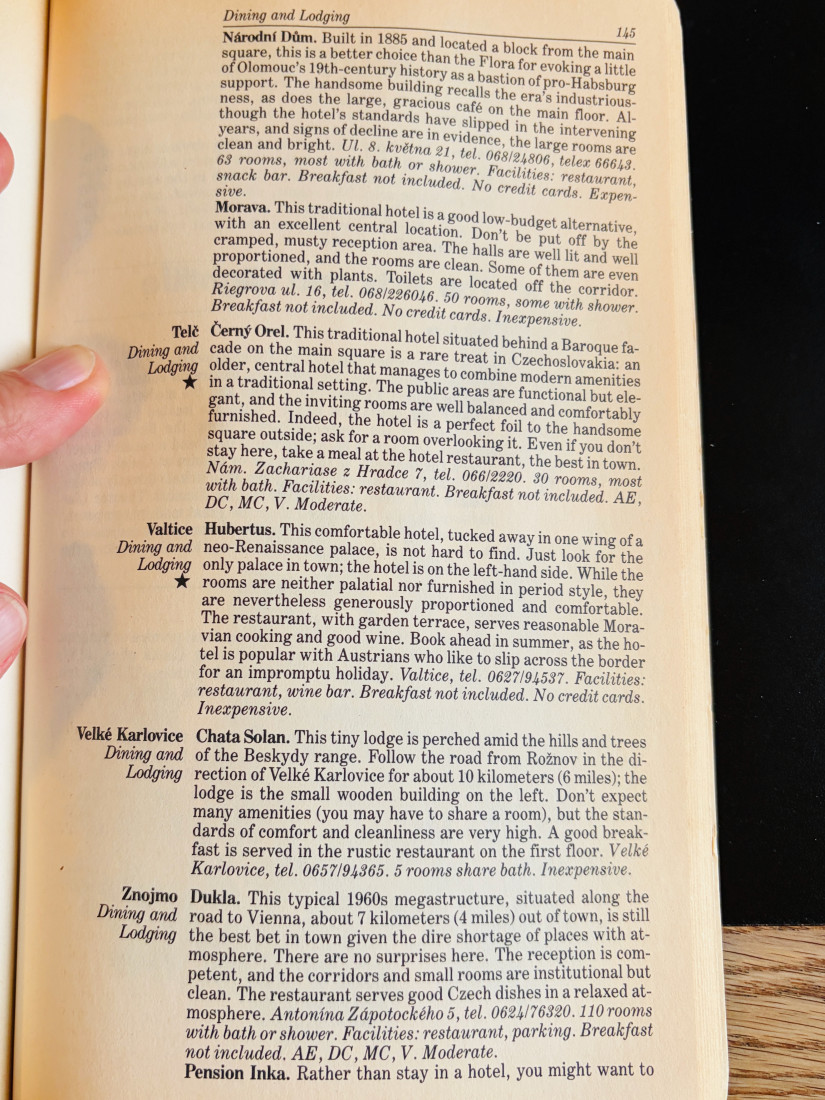 Dining and Lodging
145
Národní Dům. Built in 1885 and located a block from the main
square, this is a better choice than the Flora for evoking a little
of Olomouc's 19th-century history as a bastion of pro-Habsburg
support. The handsome building recalls the era's industrious-
ness, as does the large, gracious café on the main floor. Al-
though the hotel's standards have slipped in the intervening
years, and signs of decline are in evidence, the large rooms are
clean and bright. Ul. 8. května 21, tel. 068/24806, telex 66643.
63 rooms, most with bath or shower. Facilities: restaurant,
snack bar. Breakfast not included. No credit cards. Expen-
sive.
Morava. This traditional hotel is a good low-budget alternative,
with an excellent central location. Don't be put off by the
cramped, musty reception area. The halls are well lit and well
proportioned, and the rooms are clean. Some of them are even
decorated with plants. Toilets are located off the corridor.
Riegrova ul. 16, tel. 068/226046. 50 rooms, some with shower.
Breakfast not included. No credit cards. Inexpensive.
Telč
Dining and
Lodging
★
Černý Orel. This traditional hotel situated behind a Baroque fa-
cade on the main square is a rare treat in Czechoslovakia: an
older, central hotel that manages to combine modern amenities
in a traditional setting. The public areas are functional but ele-
gant, and the inviting rooms are well balanced and comfortably
furnished. Indeed, the hotel is a perfect foil to the handsome
square outside; ask for a room overlooking it. Even if you don't
stay here, take a meal at the hotel restaurant, the best in town.
Nám. Zachariase z Hradce 7, tel. 066/2220. 30 rooms, most
with bath. Facilities: restaurant. Breakfast not included. AE,
DC, MC, V. Moderate.
Valtice
Dining and
Lodging
★
Hubertus. This comfortable hotel, tucked away in one wing of a
neo-Renaissance palace, is not hard to find. Just look for the
only palace in town; the hotel is on the left-hand side. While the
rooms are neither palatial nor furnished in period style, they
are nevertheless generously proportioned and comfortable.
The restaurant, with garden terrace, serves reasonable Mora-
vian cooking and good wine. Book ahead in summer, as the ho-
tel is popular with Austrians who like to slip across the border
for an impromptu holiday. Valtice, tel. 0627/94537. Facilities:
restaurant, wine bar. Breakfast not included. No credit cards.
Inexpensive.
Velké Karlovice
Dining and
Lodging
Chata Solan. This tiny lodge is perched amid the hills and trees
of the Beskydy range. Follow the road from Rožnov in the di-
rection of Velké Karlovice for about 10 kilometers (6 miles); the
lodge is the small wooden building on the left. Don't expect
many amenities (you may have to share a room), but the stan-
dards of comfort and cleanliness are very high. A good break-
fast is served in the rustic restaurant on the first floor. Velké
Karlovice, tel. 0657/94365. 5 rooms share bath. Inexpensive.
Znojmo
Dining and
Lodging
Dukla. This typical 1960s megastructure, situated along the
road to Vienna, about 7 kilometers (4 miles) out of town, is still
the best bet in town given the dire shortage of places with at-
mosphere. There are no surprises here. The reception is com-
petent, and the corridors and small rooms are institutional but
clean. The restaurant serves good Czech dishes in a relaxed at-
mosphere. Antonína Zápotockého 5, tel. 0624/76320. 110 rooms
with bath or shower. Facilities: restaurant, parking. Breakfast
not included. AE, DC, MC, V. Moderate.
Pension Inka. Rather than stay in a hotel, you might want to